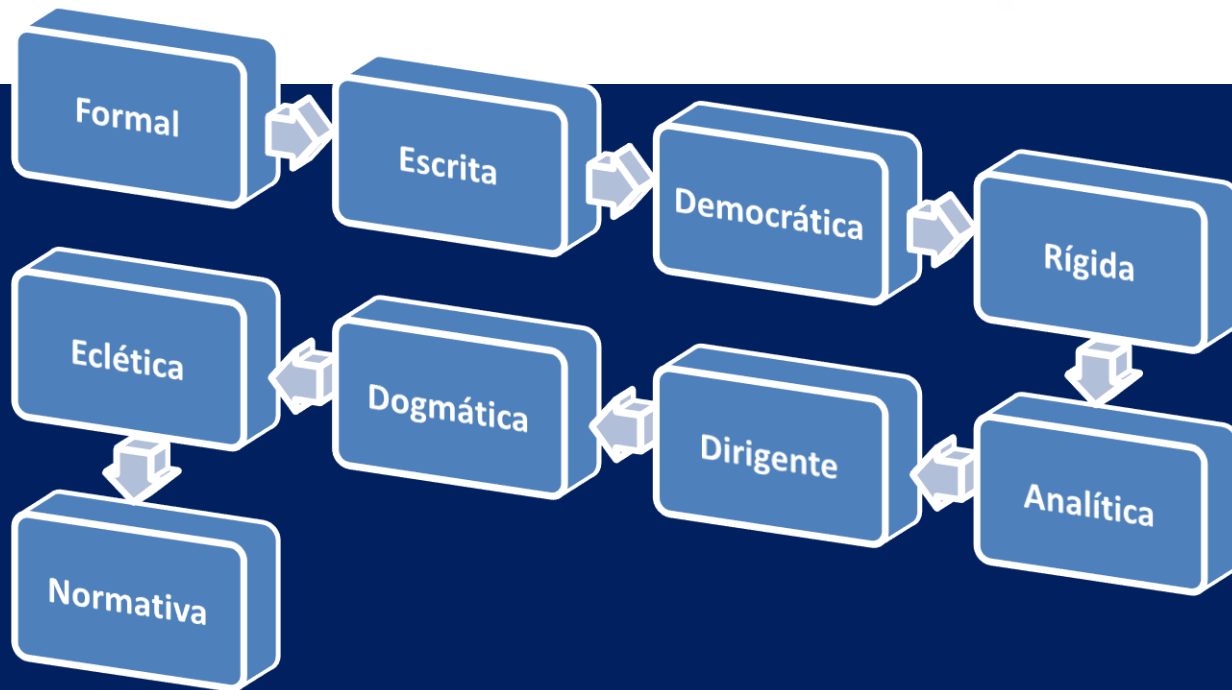 Formal
Escrita
Democrática
Rígida
Analítica
Dirigente
Dogmática
Eclética
Normativa